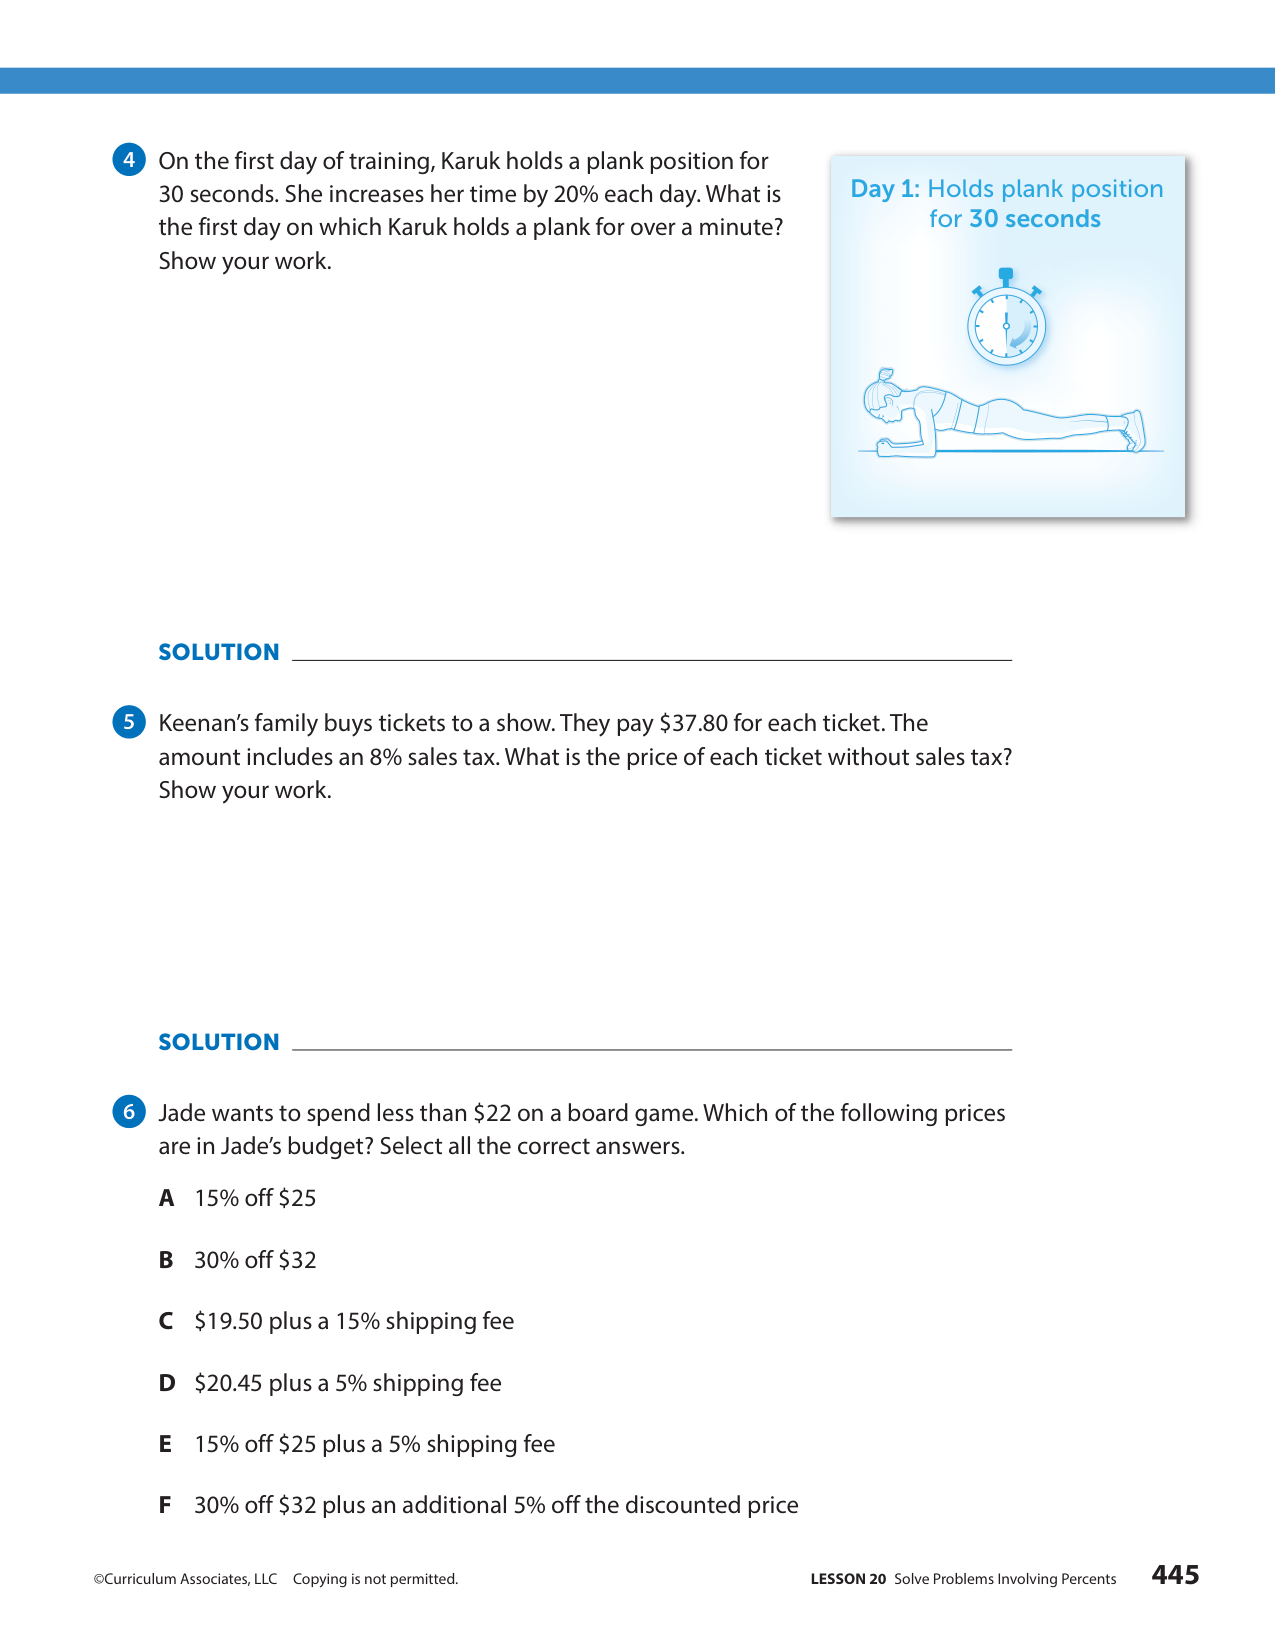 4 On the first day of training, Karuk holds a plank position for
30 seconds. She increases her time by 20% each day. What is
the first day on which Karuk holds a plank for over a minute?
Show your work.
Day 1: Holds plank position
for 30 seconds
SOLUTION
5 Keenan’s family buys tickets to a show. They pay $37.80 for each ticket. The
amount includes an 8% sales tax. What is the price of each ticket without sales tax?
Show your work.
SOLUTION
6 Jade wants to spend less than $22 on a board game. Which of the following prices
are in Jade’s budget? Select all the correct answers.
A 15% off $25
B 30% off $32
C $19.50 plus a 15% shipping fee
D $20.45 plus a 5% shipping fee
E 15% off $25 plus a 5% shipping fee
F 30% off $32 plus an additional 5% off the discounted price
©Curriculum Associates, LLC Copying is not permitted.
LESSON 20 Solve Problems Involving Percents 445